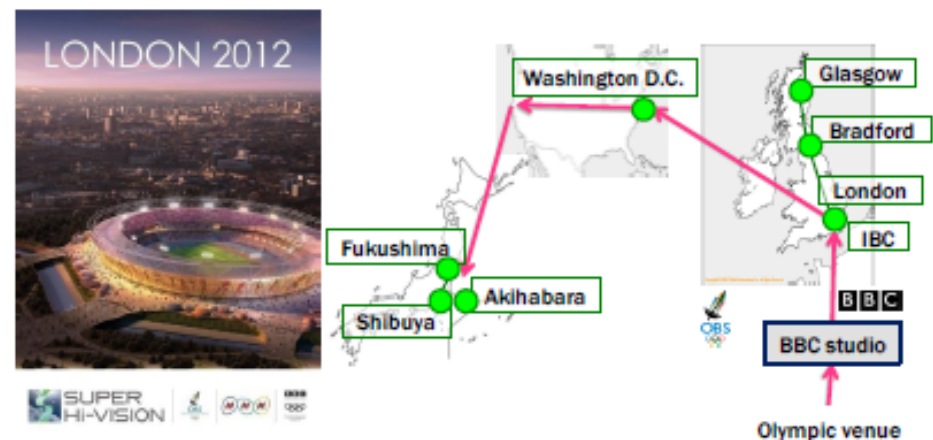 LONDON 2012
SUPER
Hi-VISION
NHK
Washington D.C.
Glasgow
Bradford
London
IBC
Fukushima
Akihabara
Shibuya
BBC
OBS
BBC studio
Olympic venue